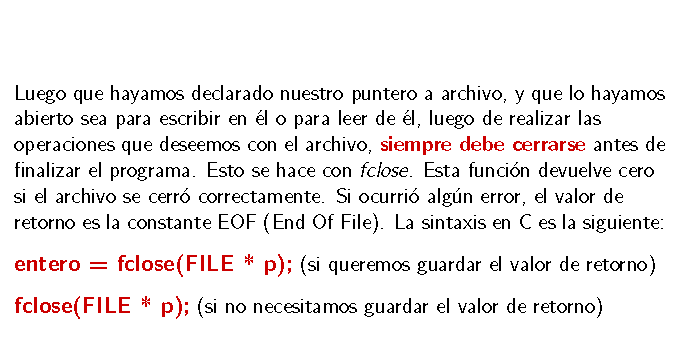 Luego que hayamos declarado nuestro puntero a archivo, y que lo hayamos
abierto sea para escribir en él o para leer de él, luego de realizar las
operaciones que deseemos con el archivo, siempre debe cerrarse antes de
finalizar el programa. Esto se hace con fclose. Esta función devuelve cero
si el archivo se cerró correctamente. Si ocurrió algún error, el valor de
retorno es la constante EOF (End Of File). La sintaxis en C es la siguiente:
entero = fclose(FILE * p); (si queremos guardar el valor de retorno)
fclose(FILE * p); (si no necesitamos guardar el valor de retorno)